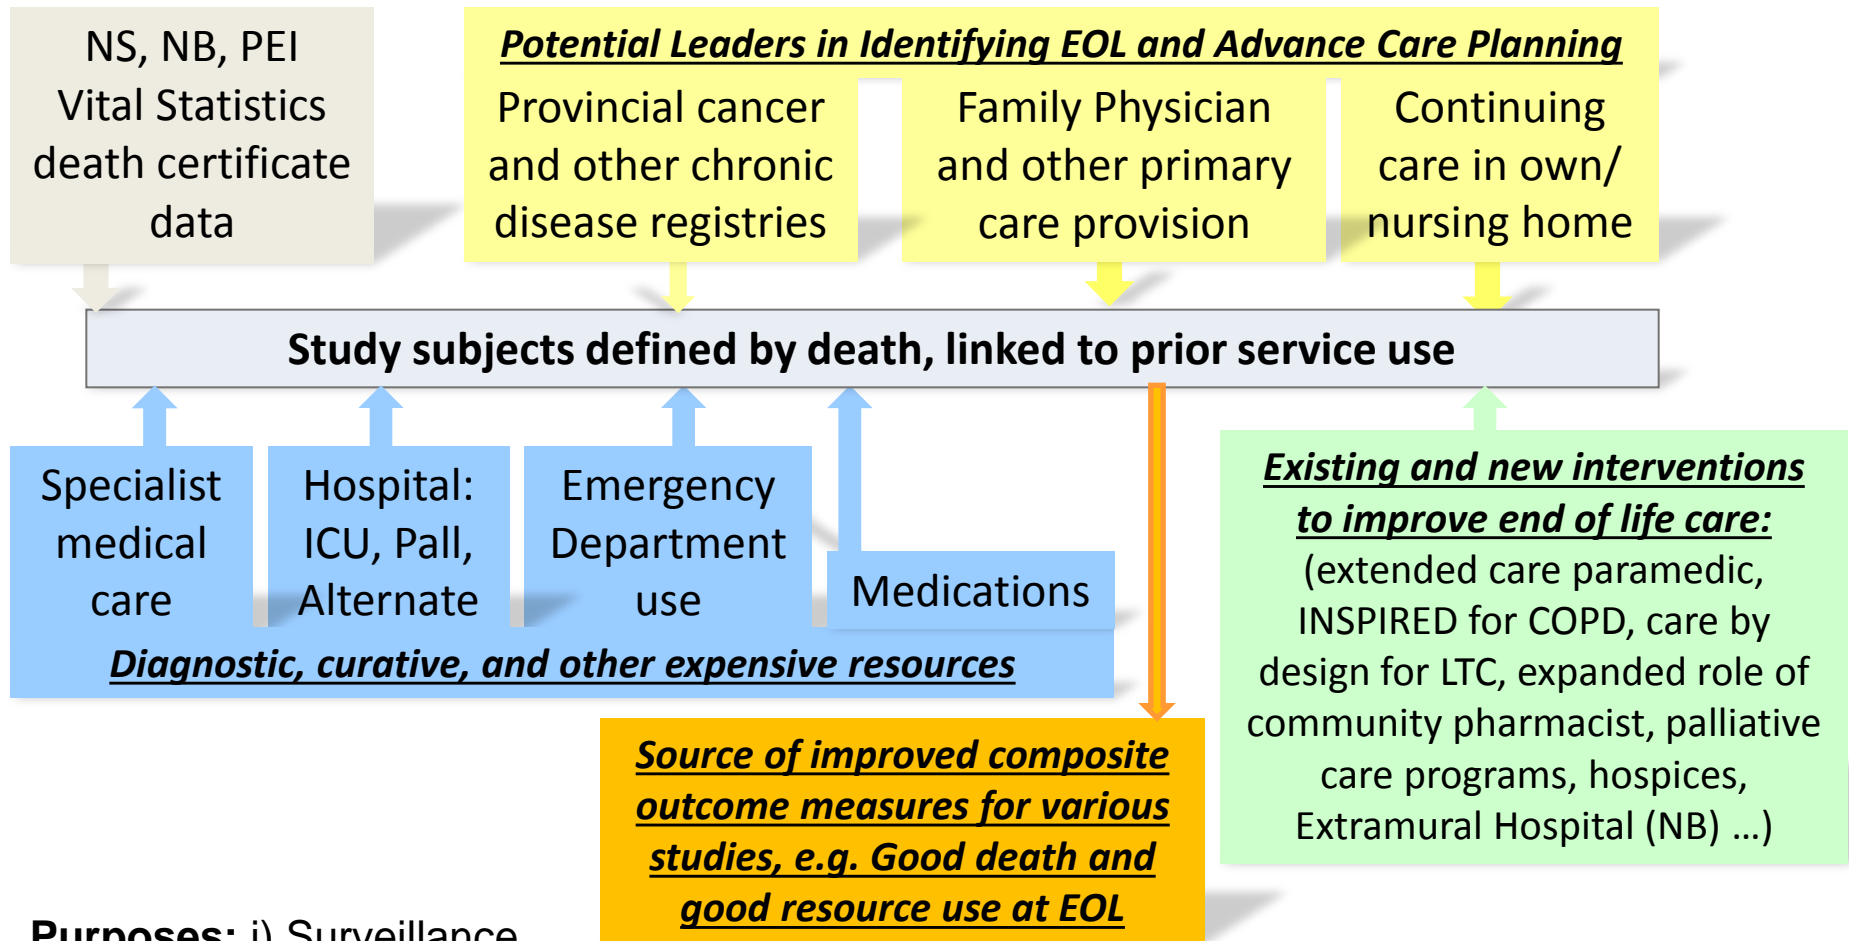 NS, NB, PEI
Vital Statistics
death certificate
data
Potential Leaders in Identifying EOL and Advance Care Planning
Provincial cancer
and other chronic
disease registries
Family Physician
and other primary
care provision
Continuing
care in own/
nursing home
Study subjects defined by death, linked to prior service use
Specialist
medical
care
Hospital:
ICU, Pall,
Alternate
Emergency
Department
use
Medications
Diagnostic, curative, and other expensive resources
Existing and new interventions
to improve end of life care:
(extended care paramedic,
INSPIRED for COPD, care by
design for LTC, expanded role of
community pharmacist, palliative
care programs, hospices,
Extramural Hospital (NB) …)
Source of improved composite
outcome measures for various
studies, e.g. Good death and
good resource use at EOL
Purposes: i) Surveillance